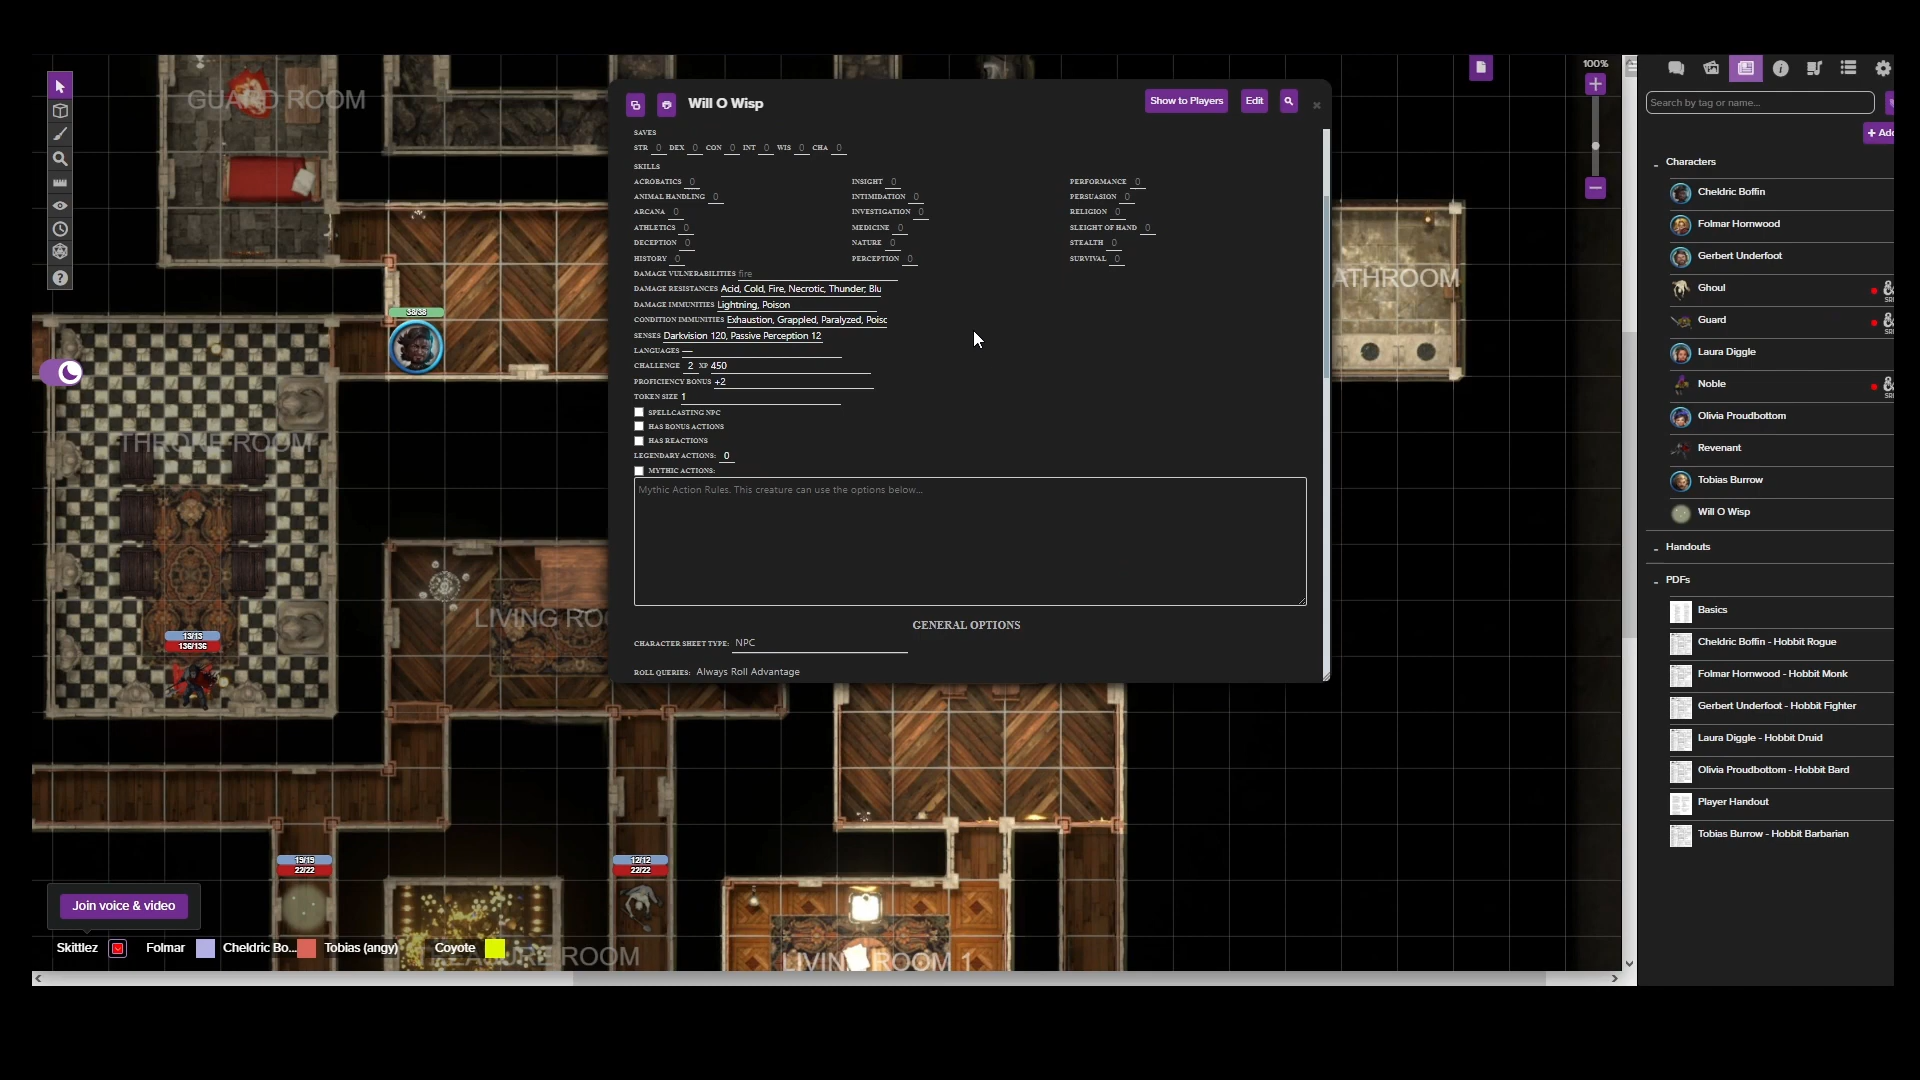 GUARD ROOM
THRONE ROOM
38/38
13/13
136/136
LIVING ROO
19/19
22/22
12/12
22/22
LIVING ROOM 1
ATHROOM
Join voice & video
Skittlez
Folmar
Cheldric Bo...
Tobias (angy)
Coyote
Will O Wisp
Show to Players
Edit
SAVES
STR 0 DEX 0 CON 0 INT 0 WIS 0 CHA 0
SKILLS
ACROBATICS 0
ANIMAL HANDLING 0
ARCANA 0
ATHLETICS 0
DECEPTION 0
HISTORY 0
INSIGHT 0
INTIMIDATION 0
INVESTIGATION 0
MEDICINE 0
NATURE 0
PERCEPTION 0
PERFORMANCE 0
PERSUASION 0
RELIGION 0
SLEIGHT OF HAND 0
STEALTH 0
SURVIVAL 0
DAMAGE VULNERABILITIES fire
DAMAGE RESISTANCES Acid, Cold, Fire, Necrotic, Thunder; Blu
DAMAGE IMMUNITIES Lightning, Poison
CONDITION IMMUNITIES Exhaustion, Grappled, Paralyzed, Poisc
SENSES Darkvision 120, Passive Perception 12
LANGUAGES —
CHALLENGE 2 XP 450
PROFICIENCY BONUS +2
TOKEN SIZE 1
SPELLCASTING NPC
HAS BONUS ACTIONS
HAS REACTIONS
LEGENDARY ACTIONS: 0
MYTHIC ACTIONS:
Mythic Action Rules. This creature can use the options below...
GENERAL OPTIONS
CHARACTER SHEET TYPE: NPC
ROLL QUERIES: Always Roll Advantage
100%
Search by tag or name...
+ Add
Characters
Cheldric Boffin
Folmar Hornwood
Gerbert Underfoot
Ghoul
Guard
Laura Diggle
Noble
Olivia Proudbottom
Revenant
Tobias Burrow
Will O Wisp
Handouts
PDFs
Basics
Cheldric Boffin - Hobbit Rogue
Folmar Hornwood - Hobbit Monk
Gerbert Underfoot - Hobbit Fighter
Laura Diggle - Hobbit Druid
Olivia Proudbottom - Hobbit Bard
Player Handout
Tobias Burrow - Hobbit Barbarian